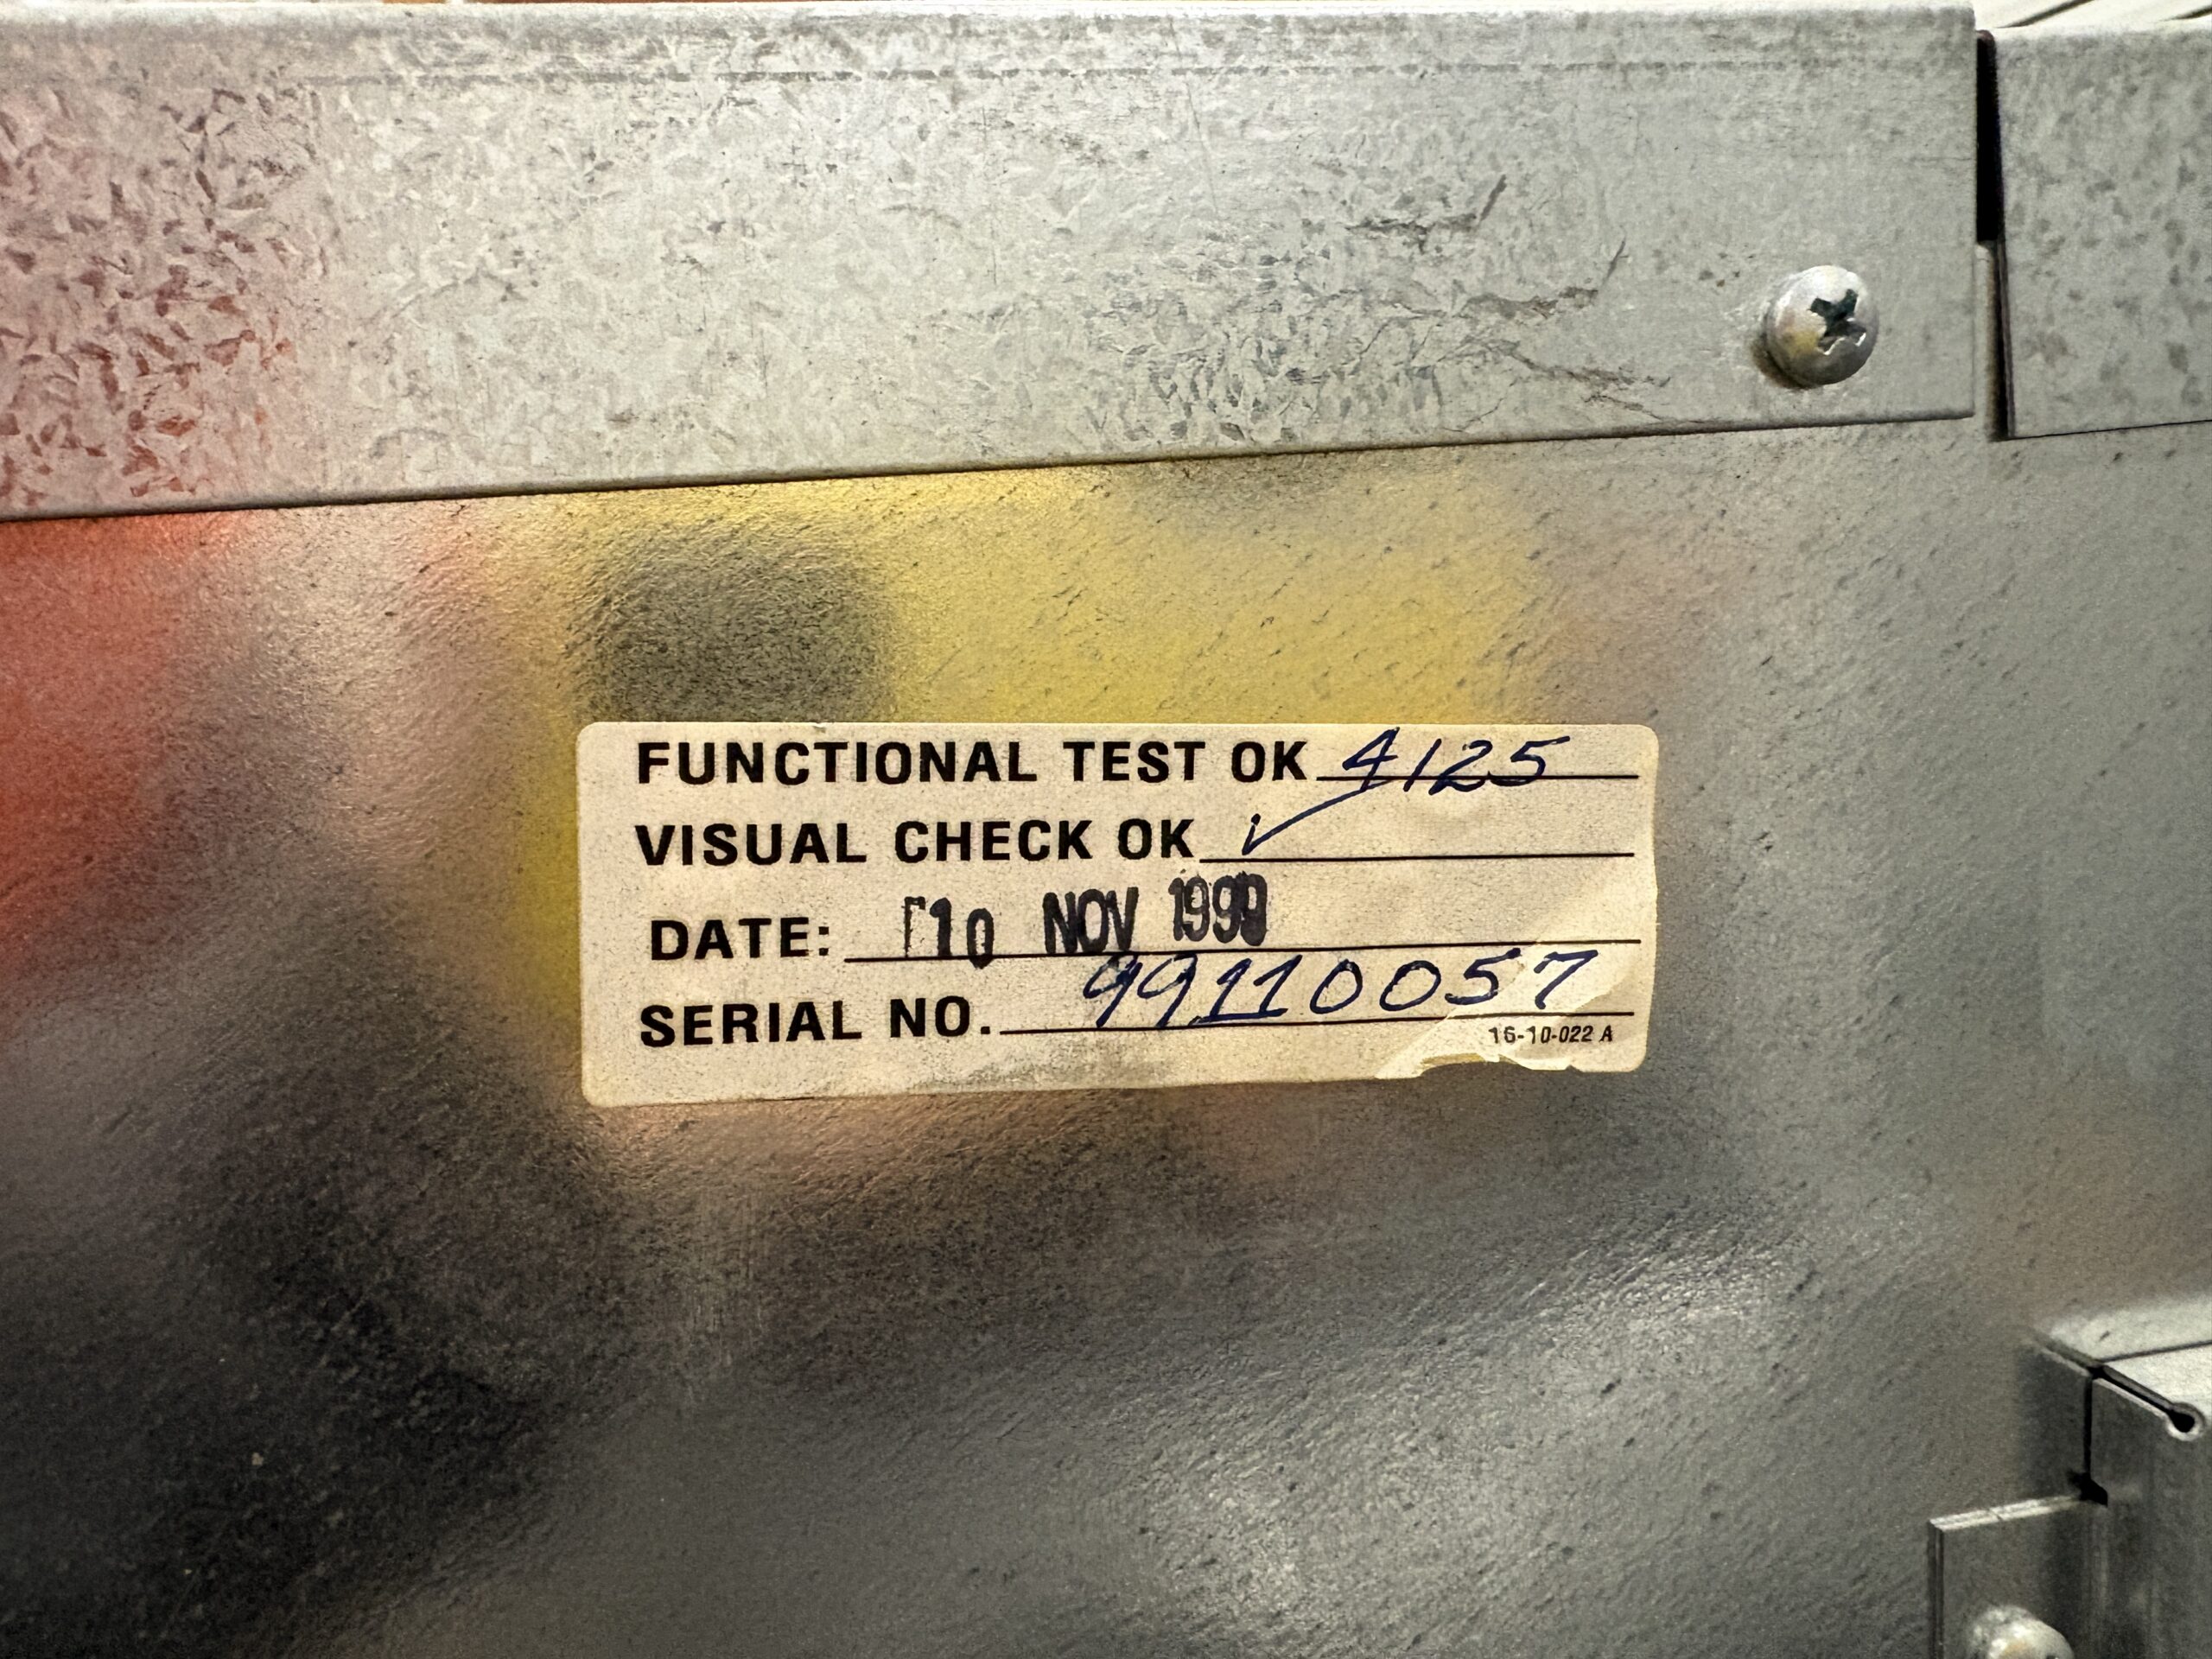 FUNCTIONAL TEST OK 4125
VISUAL CHECK OK ✓
DATE: 10 NOV 1999
SERIAL NO. 99110057
16-10-022 A